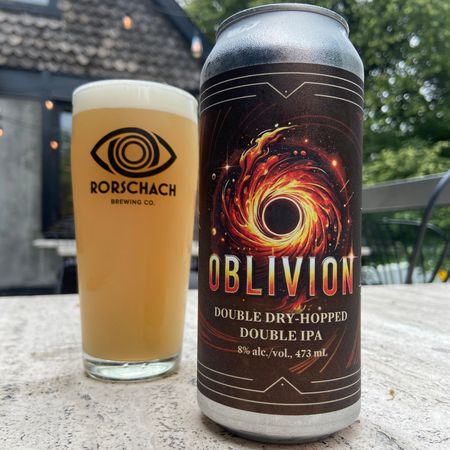 RORSCHACH
BREWING CO.
OBLIVION
DOUBLE DRY-HOPPED
DOUBLE IPA
8% alc./vol., 473 mL